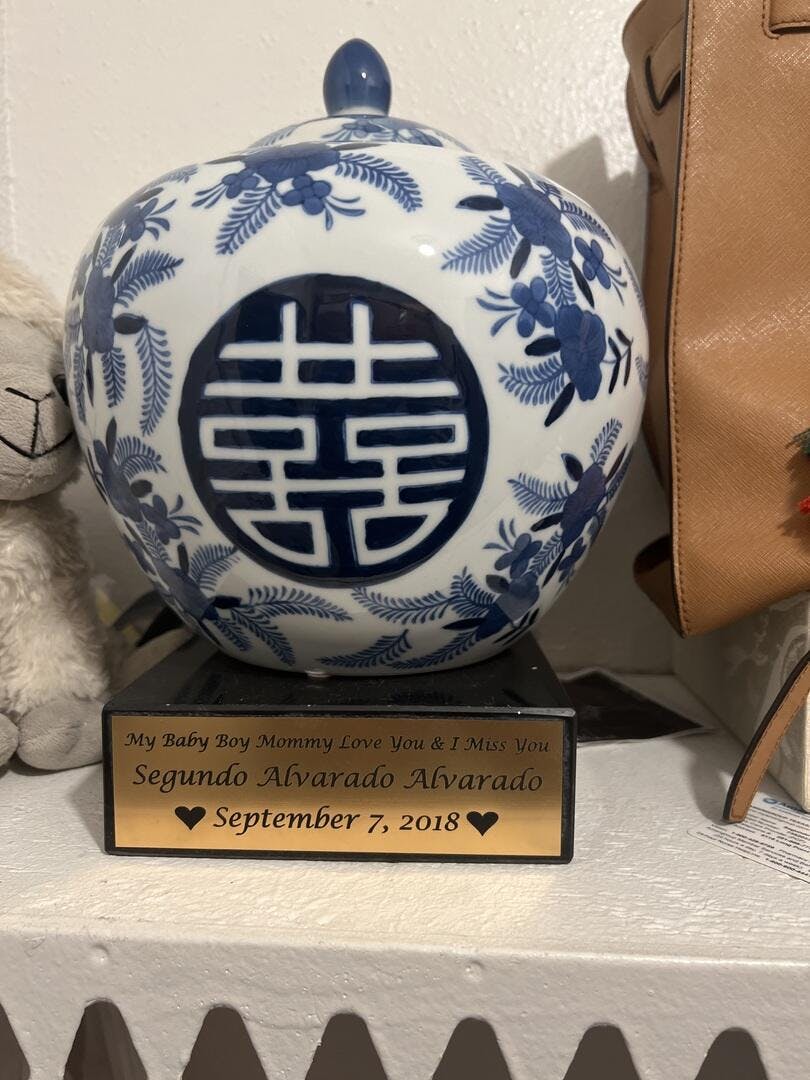 囍
My Baby Boy Mommy Love You & I Miss You
Segundo Alvarado Alvarado
♥ September 7, 2018 ♥